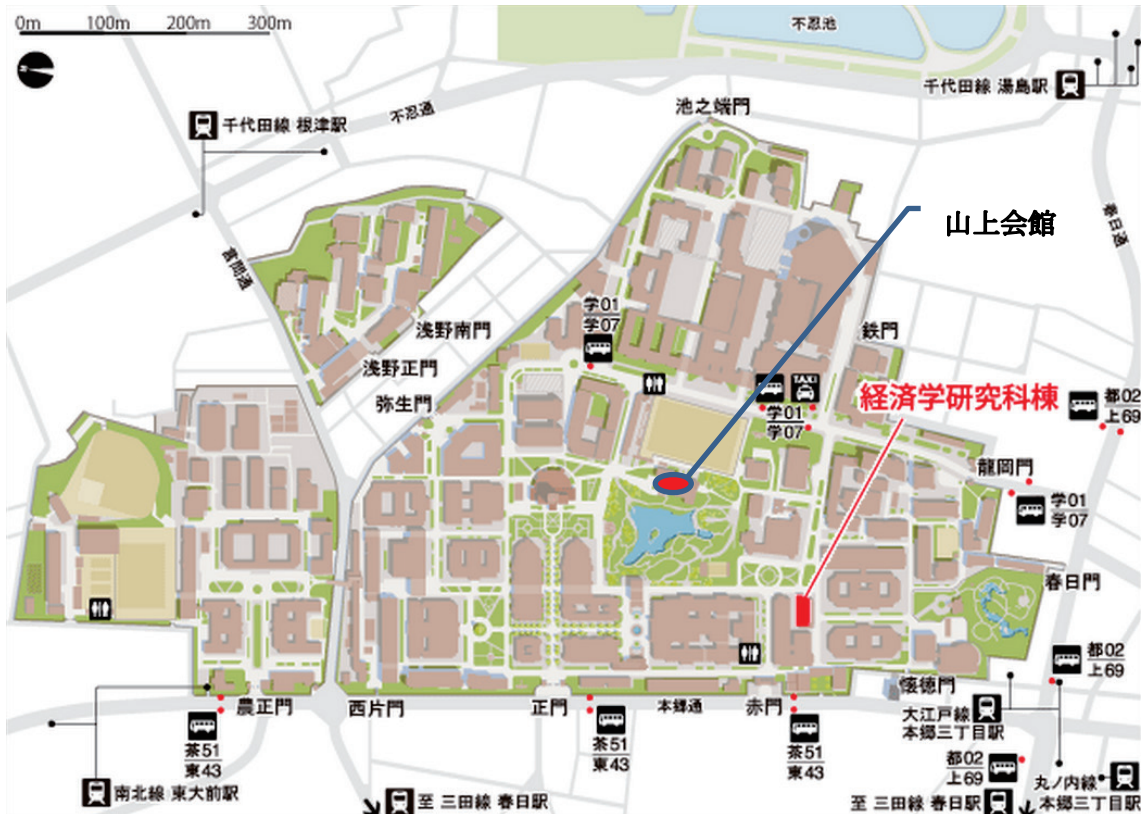 0m 100m 200m 300m
不忍池
千代田線 湯島駅
池之端門
不忍通
千代田線 根津駅
春日通
山上会館
言問通
学01
学07
浅野南門
鉄門
浅野正門
TAXI
経済学研究科棟
都02
上69
弥生門
学01
学07
龍岡門
学01
学07
春日門
都02
上69
懐徳門
農正門
西片門
正門
本郷通
赤門
大江戸線
本郷三丁目駅
茶51
東43
茶51
東43
茶51
東43
都02
上69
丸ノ内線
本郷三丁目駅
南北線 東大前駅
至 三田線 春日駅
至 三田線 春日駅